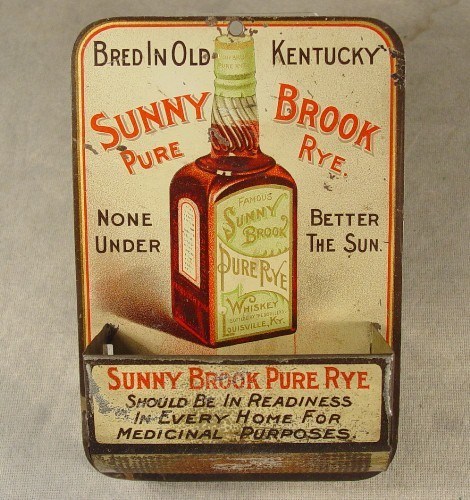 BRED IN OLD KENTUCKY
SUNNY BROOK
PURE RYE.
NONE BETTER
UNDER THE SUN.
FAMOUS
SUNNY
BROOK
PURE RYE
WHISKEY
LOUISVILLE, KY.
SUNNY BROOK PURE RYE
SHOULD BE IN READINESS
IN EVERY HOME FOR
MEDICINAL PURPOSES.